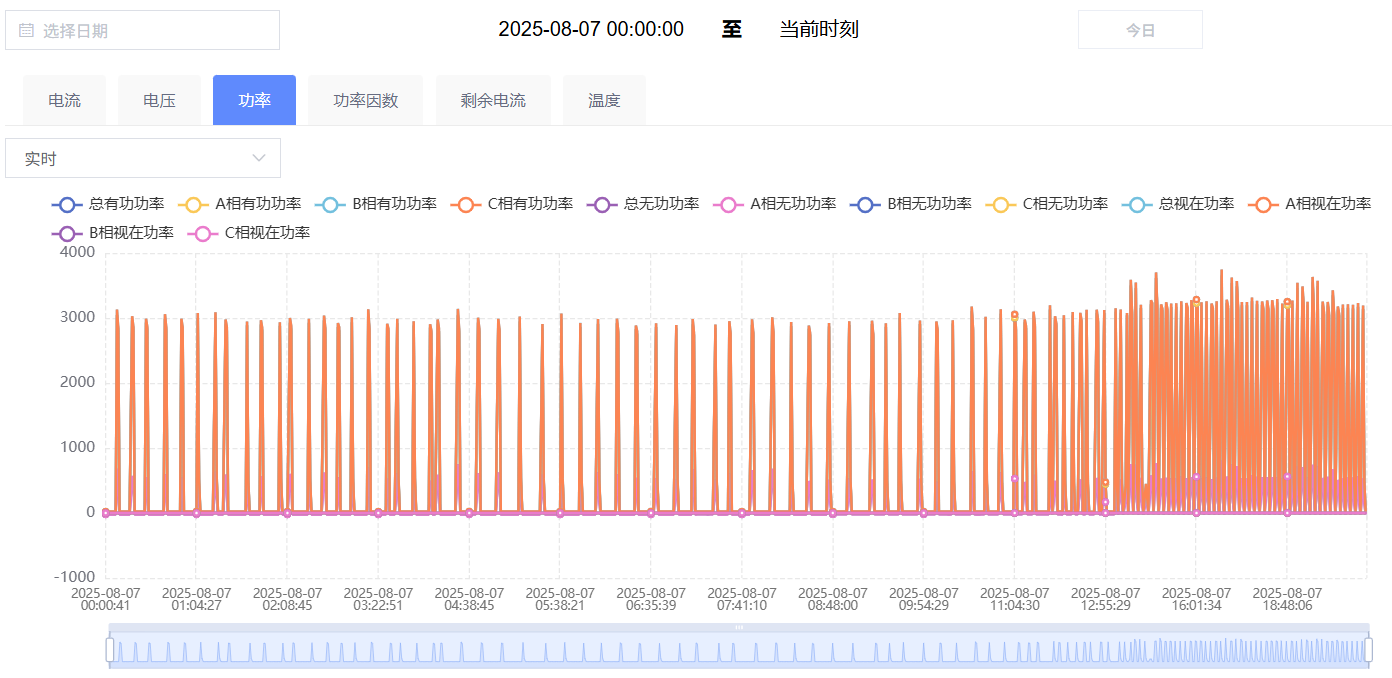 选择日期 2025-08-07 00:00:00 至 当前时刻 今日
电流 电压 功率 功率因数 剩余电流 温度
实时
总有功功率 A相有功功率 B相有功功率 C相有功功率 总无功功率 A相无功功率 B相无功功率 C相无功功率 总视在功率 A相视在功率
B相视在功率 C相视在功率
4000
3000
2000
1000
0
-1000
2025-08-07 2025-08-07 2025-08-07 2025-08-07 2025-08-07 2025-08-07 2025-08-07 2025-08-07 2025-08-07 2025-08-07 2025-08-07 2025-08-07 2025-08-07 2025-08-07
00:00:41 01:04:27 02:08:45 03:22:51 04:38:45 05:38:21 06:35:39 07:41:10 08:48:00 09:54:29 11:04:30 12:55:29 16:01:34 18:48:06